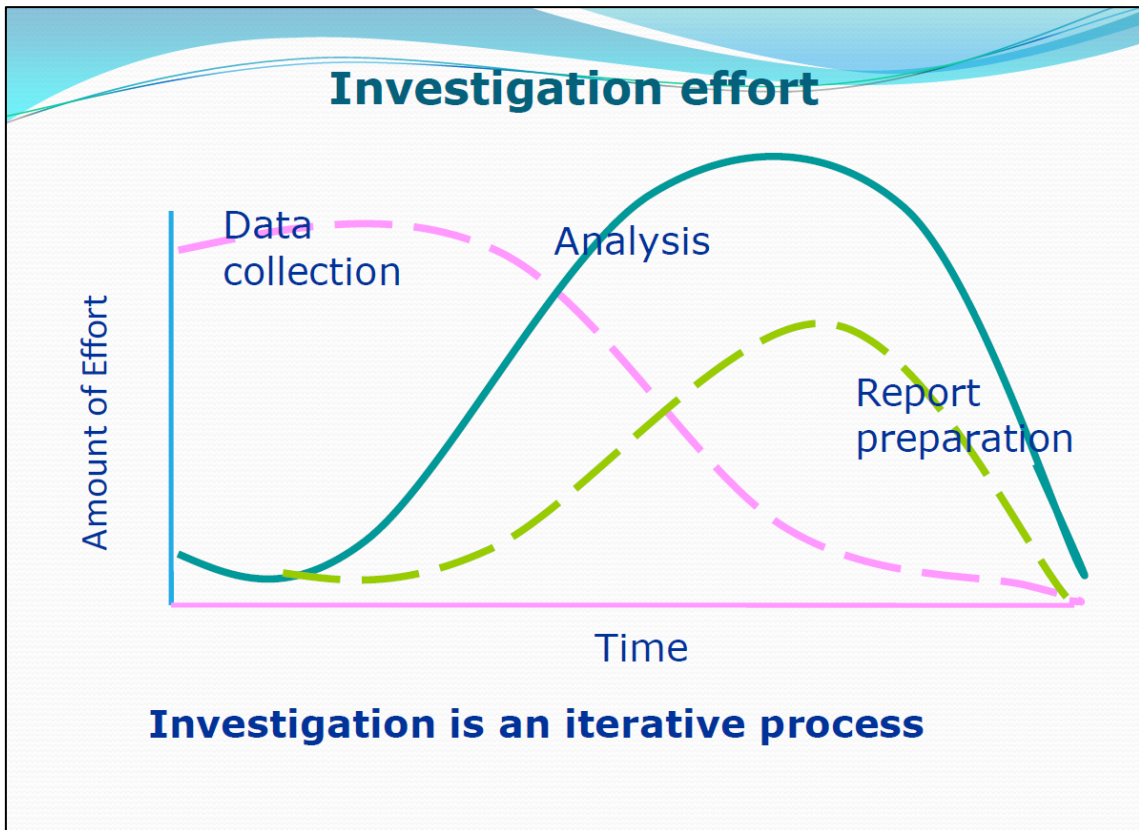 Investigation effort
Data
collection
Analysis
Report
preparation
Amount of Effort
Time
Investigation is an iterative process